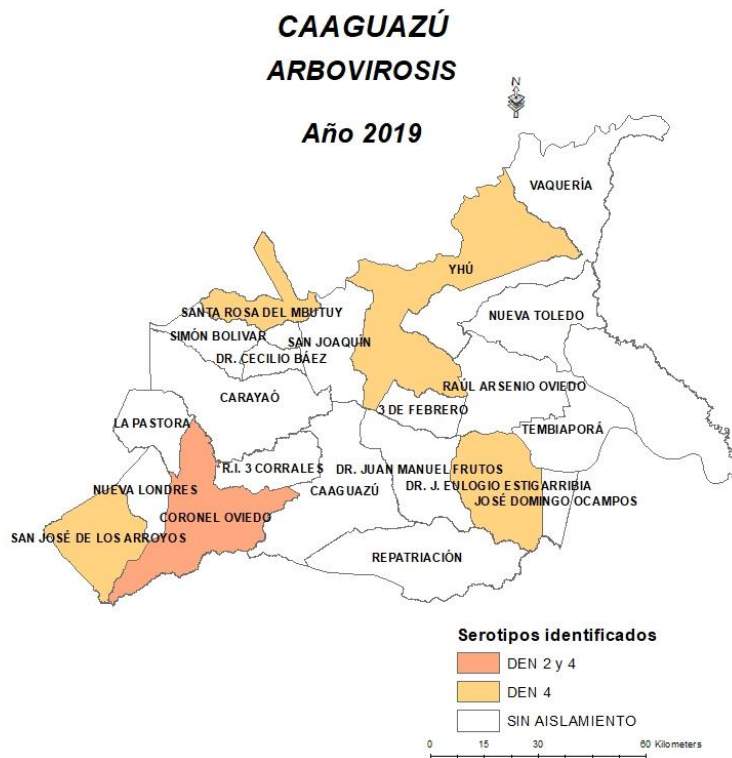 CAAGUAZÚ
ARBOVIROSIS
Año 2019
N
VAQUERÍA
YHÚ
SANTA ROSA DEL MBUTUY
NUEVA TOLEDO
SIMÓN BOLIVAR
SAN JOAQUÍN
DR. CECILIO BÁEZ
RAÚL ARSENIO OVIEDO
CARAYAÓ
3 DE FEBRERO
LA PASTORA
TEMBIAPORÁ
R.I. 3 CORRALES
DR. JUAN MANUEL FRUTOS
DR. J. EULOGIO ESTIGARRIBIA
NUEVA LONDRES
CAAGUAZÚ
JOSÉ DOMINGO OCAMPOS
CORONEL OVIEDO
SAN JOSÉ DE LOS ARROYOS
REPATRIACIÓN
Serotipos identificados
DEN 2 y 4
DEN 4
SIN AISLAMIENTO
0 15 30 60 Kilometers